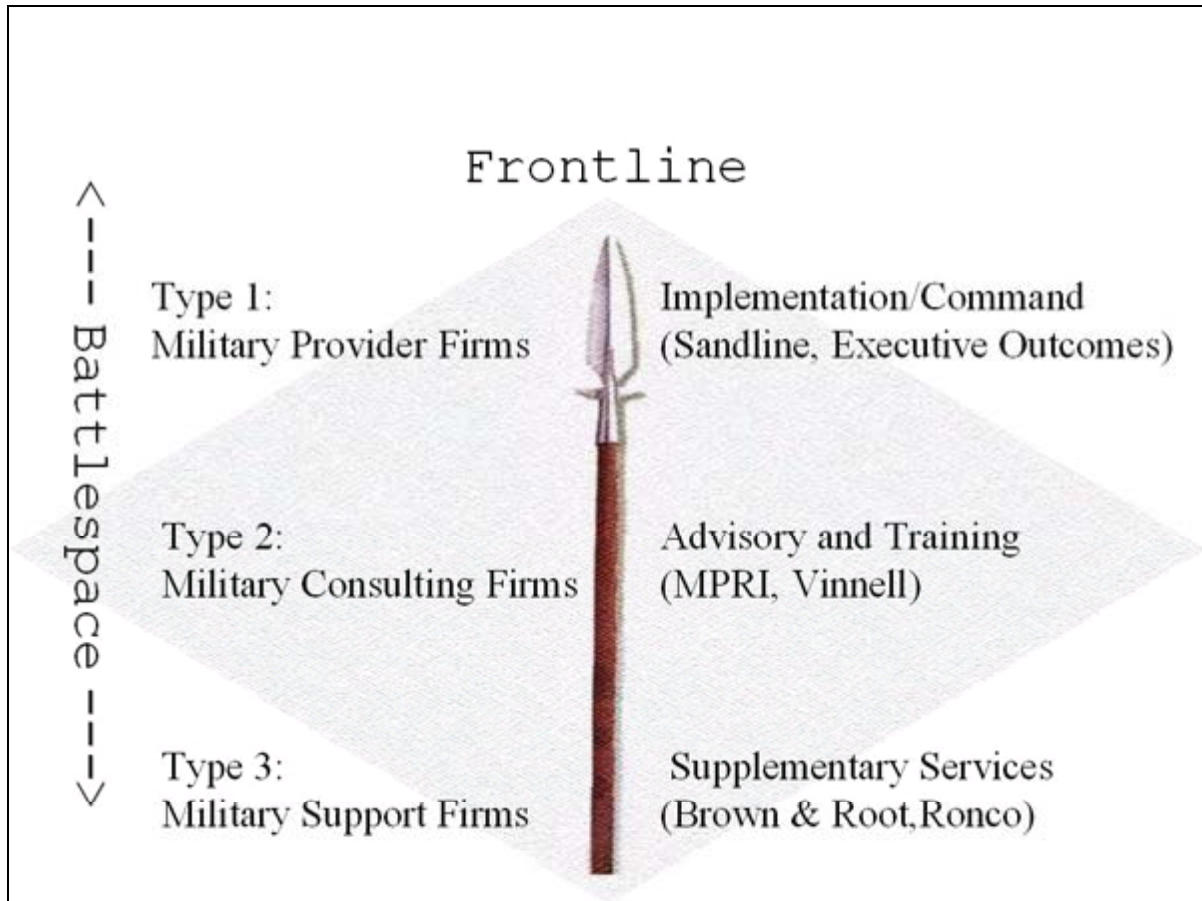 Frontline
<--- Battlespace --->
Type 1:
Military Provider Firms
Implementation/Command
(Sandline, Executive Outcomes)
Type 2:
Military Consulting Firms
Advisory and Training
(MPRI, Vinnell)
Type 3:
Military Support Firms
Supplementary Services
(Brown & Root,Ronco)